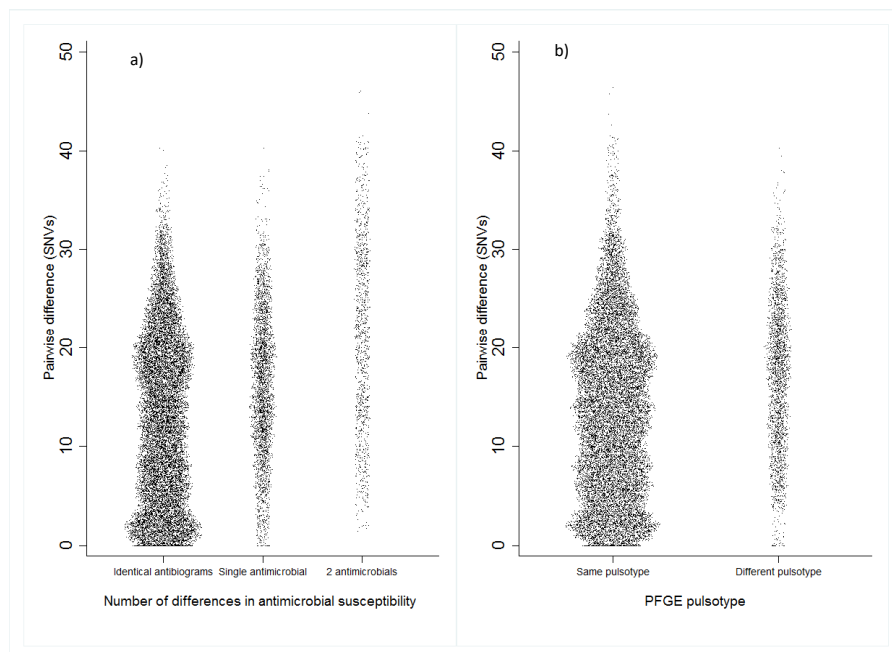 a)
50
40
30
20
10
0
Pairwise difference (SNVs)
Identical antibiograms Single antimicrobial 2 antimicrobials
Number of differences in antimicrobial susceptibility
b)
50
40
30
20
10
0
Pairwise difference (SNVs)
Same pulsotype Different pulsotype
PFGE pulsotype